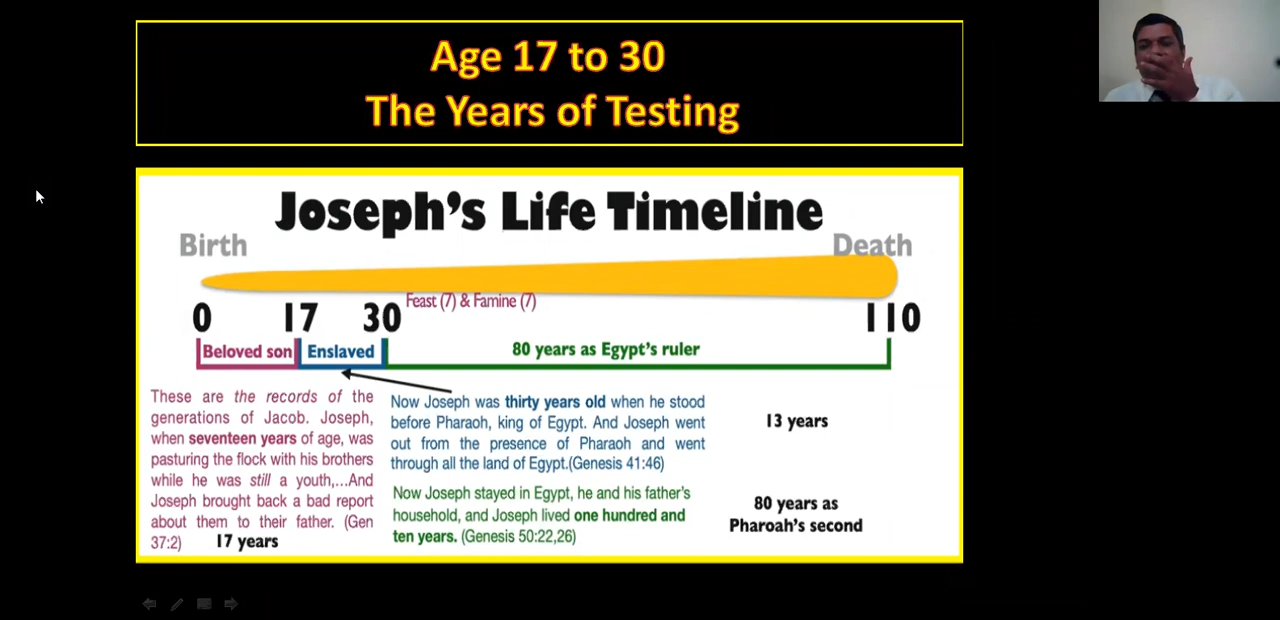 Age 17 to 30
The Years of Testing
Joseph's Life Timeline
Birth
Death
0
17
30
Feast (7) & Famine (7)
110
Beloved son
Enslaved
80 years as Egypt's ruler
These are the records of the
generations of Jacob. Joseph,
when seventeen years of age, was
pasturing the flock with his brothers
while he was still a youth,...And
Joseph brought back a bad report
about them to their father. (Gen
37:2)
17 years
Now Joseph was thirty years old when he stood
before Pharaoh, king of Egypt. And Joseph went
out from the presence of Pharaoh and went
through all the land of Egypt.(Genesis 41:46)
13 years
Now Joseph stayed in Egypt, he and his father's
household, and Joseph lived one hundred and
ten years. (Genesis 50:22,26)
80 years as
Pharoah's second